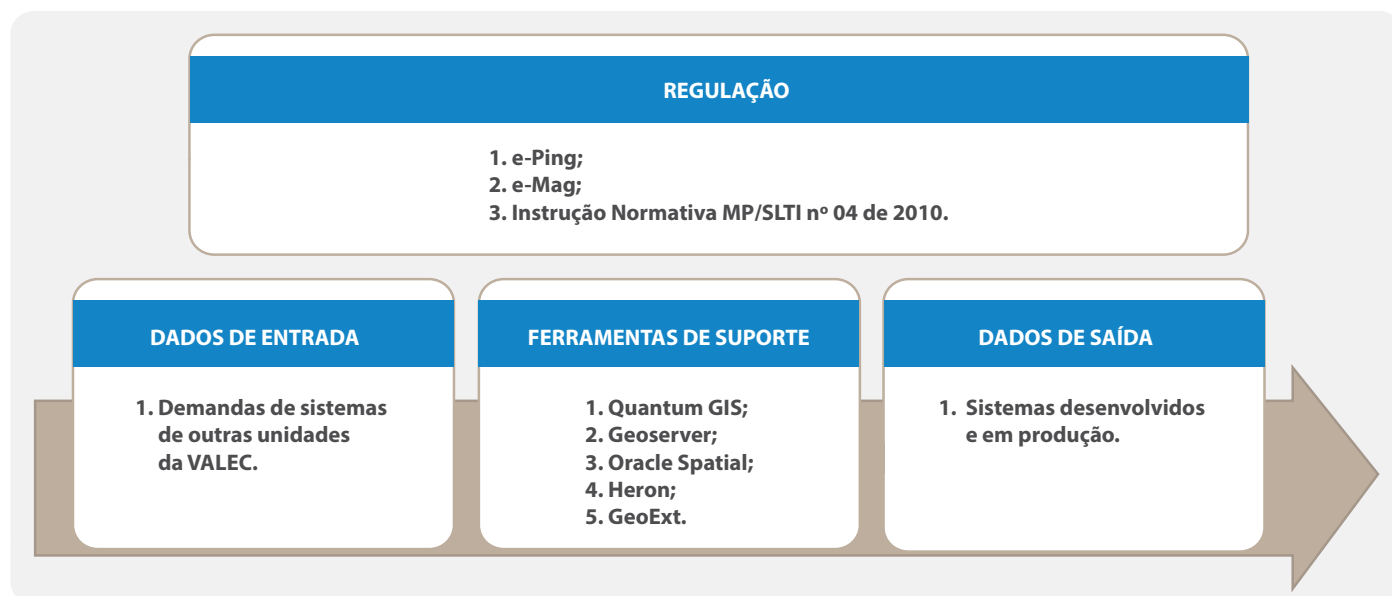 REGULAÇÃO
1. e-Ping;
2. e-Mag;
3. Instrução Normativa MP/SLTI nº 04 de 2010.
DADOS DE ENTRADA
1. Demandas de sistemas
de outras unidades
da VALEC.
FERRAMENTAS DE SUPORTE
1. Quantum GIS;
2. Geoserver;
3. Oracle Spatial;
4. Heron;
5. GeoExt.
DADOS DE SAÍDA
1. Sistemas desenvolvidos
e em produção.